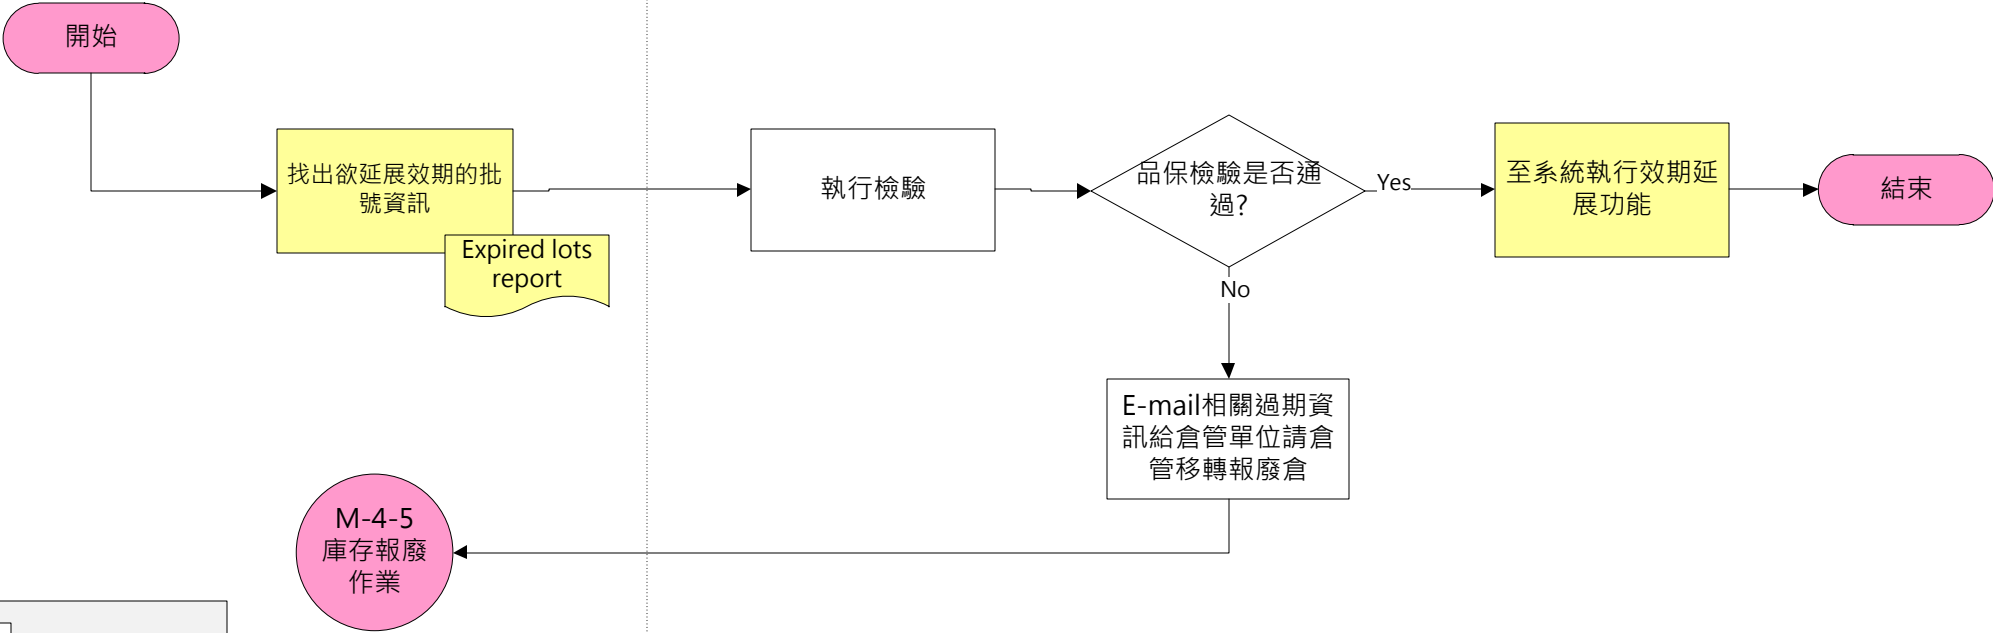 開始
找出欲延展效期的批
號資訊
Expired lots
report
執行檢驗
品保檢驗是否通
過?
Yes
至系統執行效期延
展功能
結束
No
E-mail相關過期資
訊給倉管單位請倉
管移轉報廢倉
M-4-5
庫存報廢
作業